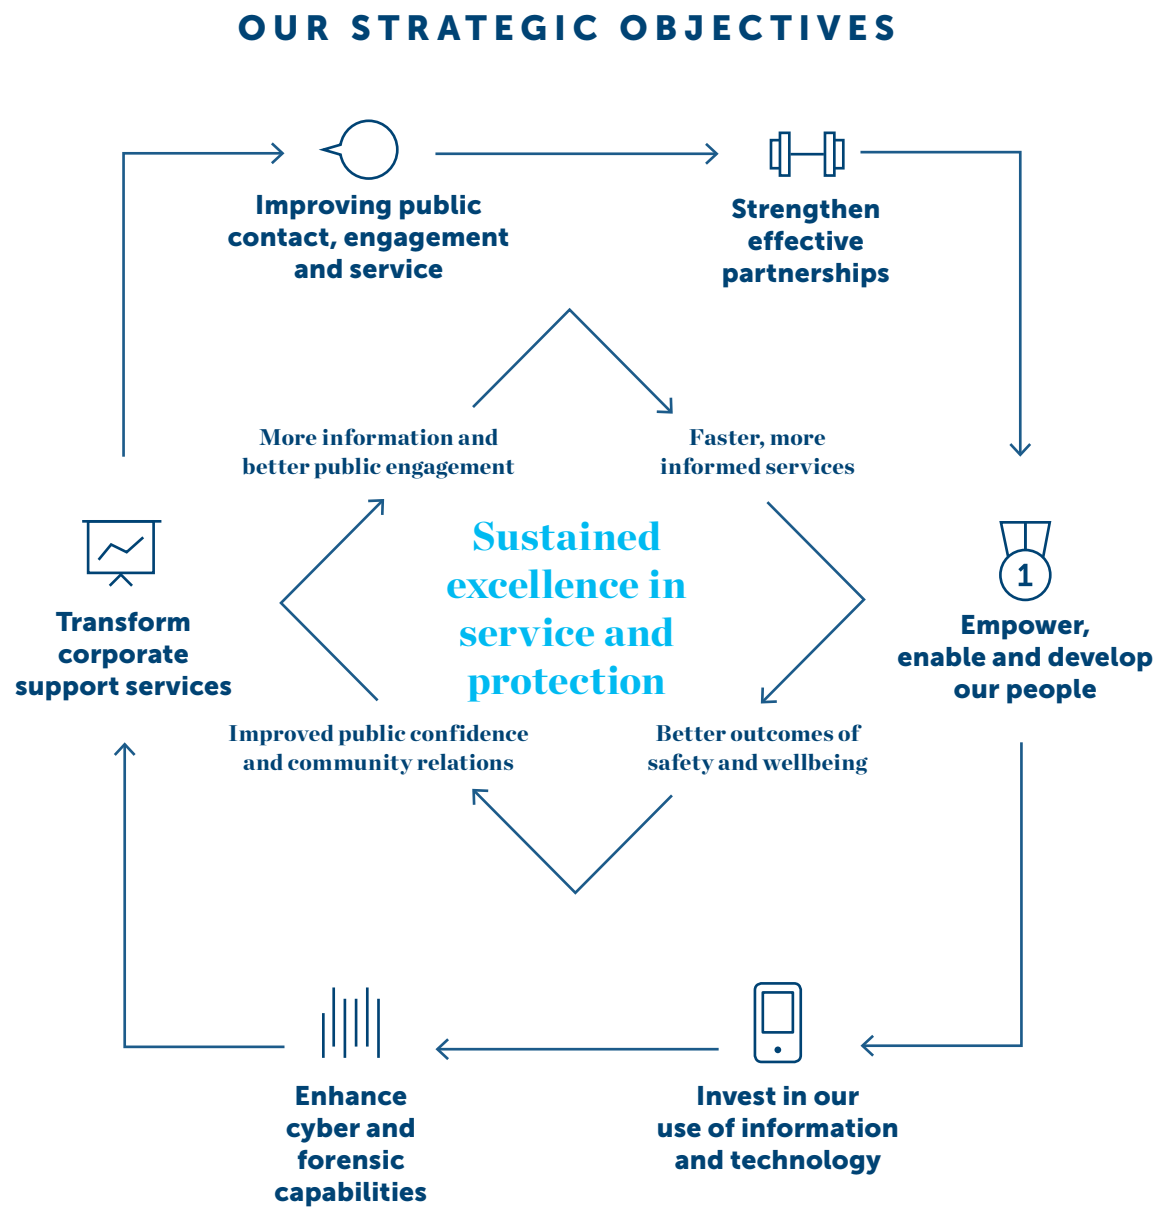 OUR STRATEGIC OBJECTIVES
Improving public
contact, engagement
and service
Strengthen
effective
partnerships
More information and
better public engagement
Faster, more
informed services
Sustained
excellence in
service and
protection
1
Transform
corporate
support services
Empower,
enable and develop
our people
Improved public confidence
and community relations
Better outcomes of
safety and wellbeing
Enhance
cyber and
forensic
capabilities
Invest in our
use of information
and technology